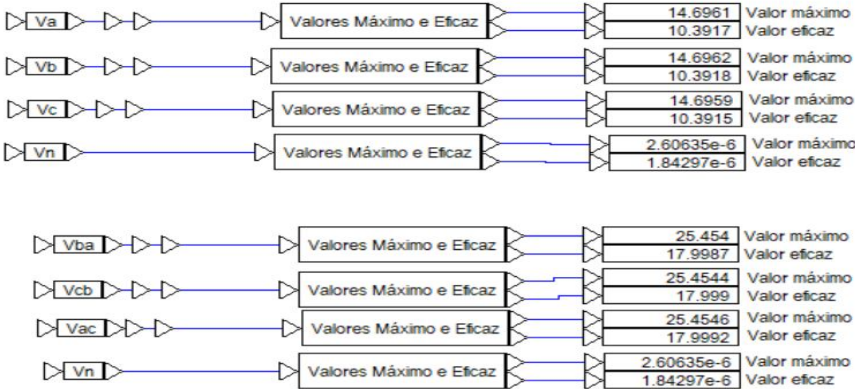 Va Valores Máximo e Eficaz 14.6961 Valor máximo
10.3917 Valor eficaz
Vb Valores Máximo e Eficaz 14.6962 Valor máximo
10.3918 Valor eficaz
Vc Valores Máximo e Eficaz 14.6959 Valor máximo
10.3915 Valor eficaz
Vn Valores Máximo e Eficaz 2.60635e-6 Valor máximo
1.84297e-6 Valor eficaz
Vba Valores Máximo e Eficaz 25.454 Valor máximo
17.9987 Valor eficaz
Vcb Valores Máximo e Eficaz 25.4544 Valor máximo
17.999 Valor eficaz
Vac Valores Máximo e Eficaz 25.4546 Valor máximo
17.9992 Valor eficaz
Vn Valores Máximo e Eficaz 2.60635e-6 Valor máximo
1.84297e-6 Valor eficaz